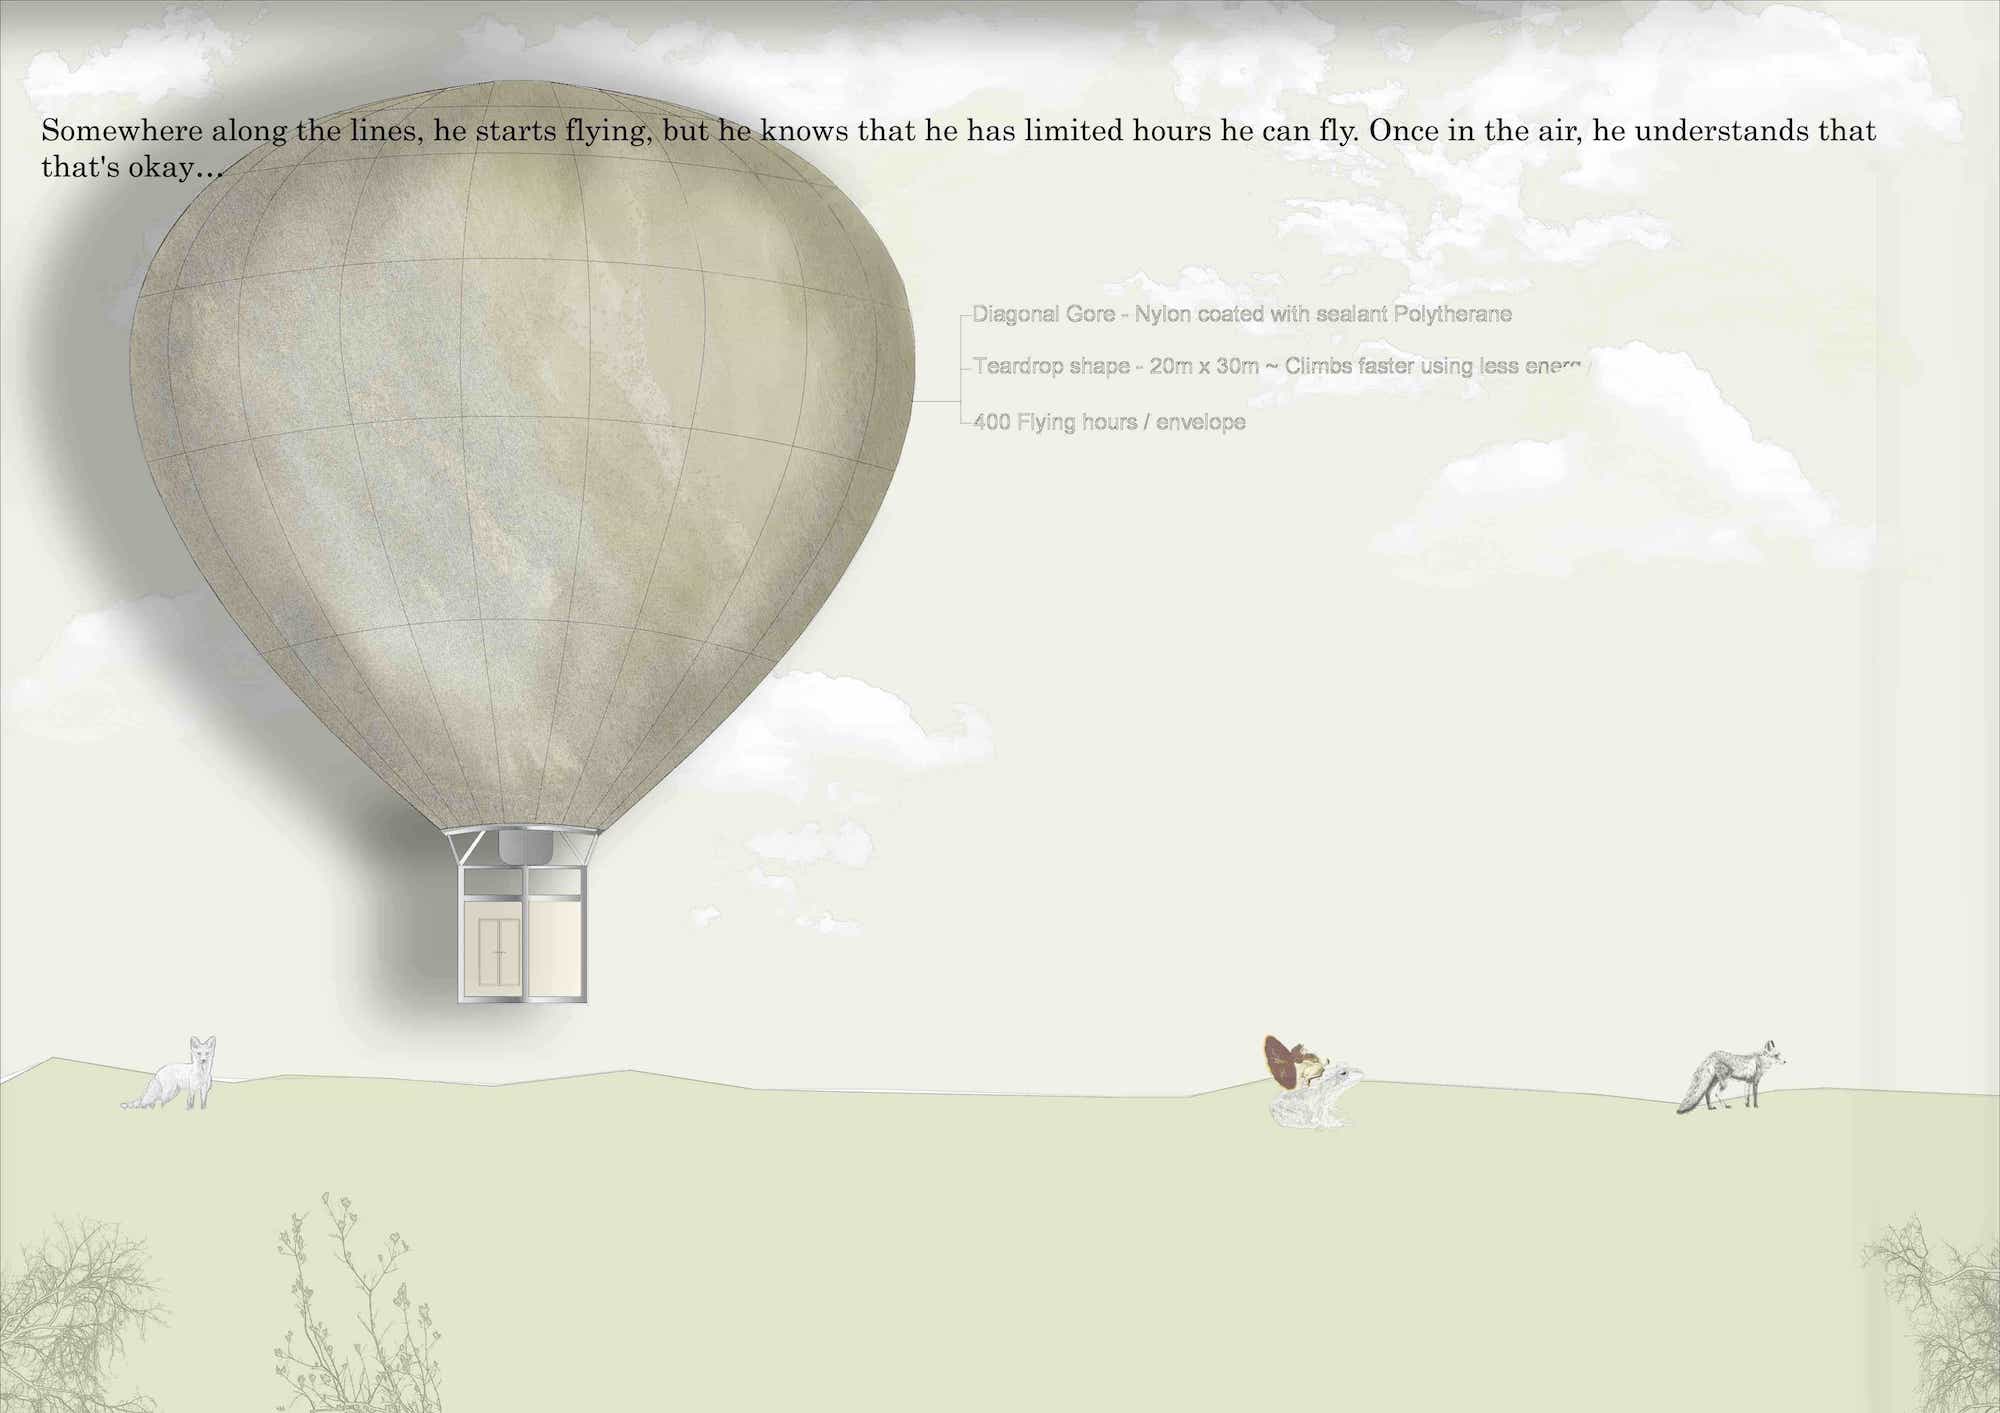 Somewhere along the lines, he starts flying, but he knows that he has limited hours he can fly. Once in the air, he understands that
that's okay...
Diagonal Gore - Nylon coated with sealant Polytherane
Teardrop shape - 20m x 30m ~ Climbs faster using less
400 Flying hours / envelope